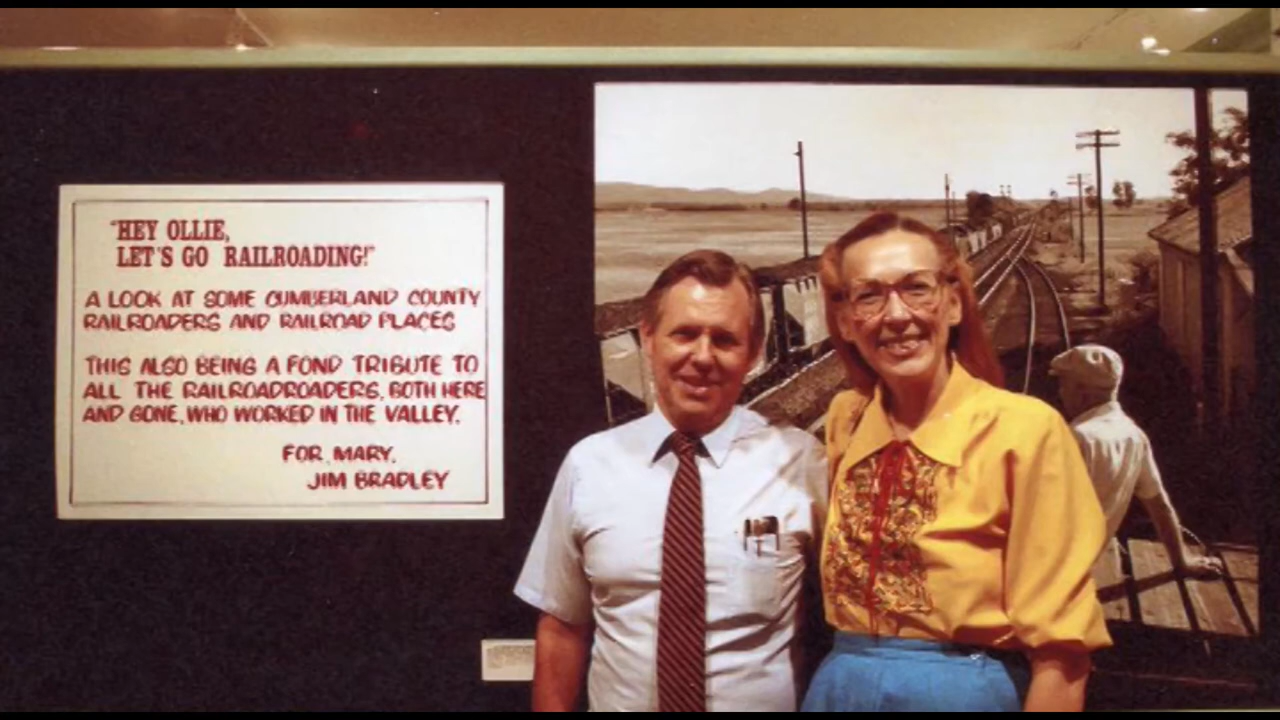 "HEY OLLIE,
LET'S GO RAILROADING!"
A LOOK AT SOME CUMBERLAND COUNTY
RAILROADERS AND RAILROAD PLACES
THIS ALSO BEING A FOND TRIBUTE TO
ALL THE RAILROADROADERS, BOTH HERE
AND GONE, WHO WORKED IN THE VALLEY.
FOR MARY,
JIM BRADLEY